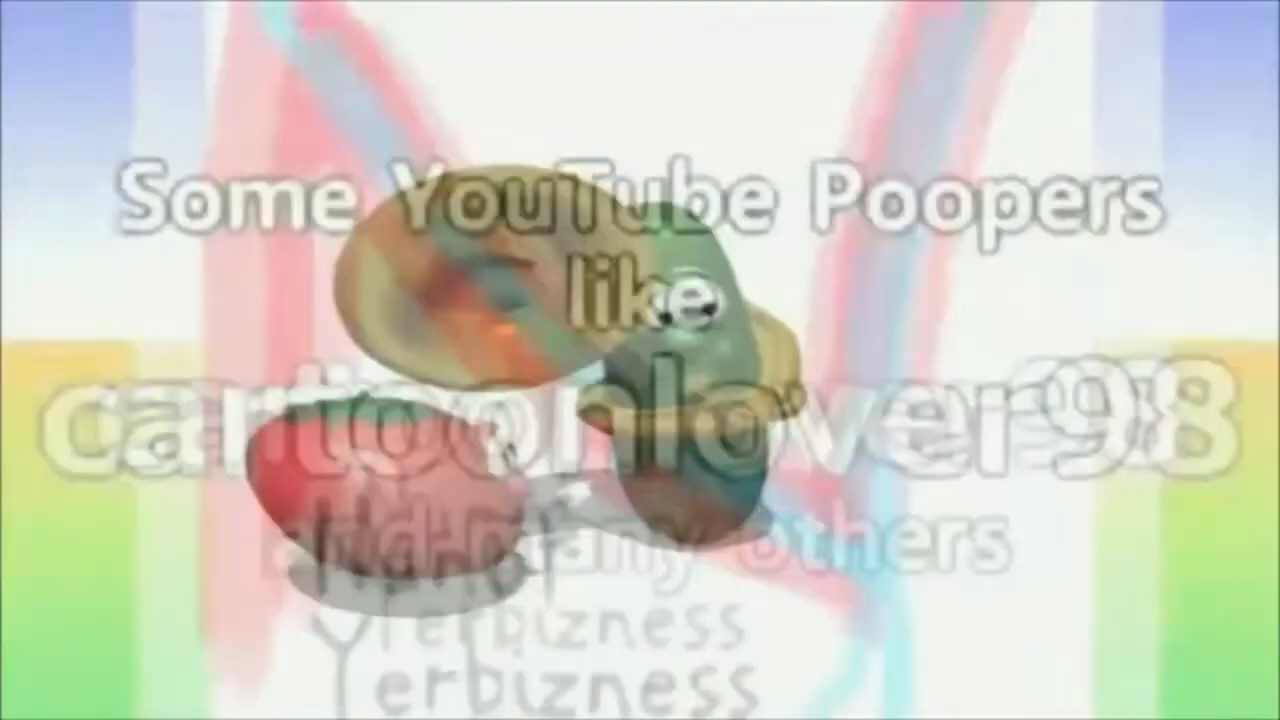 Some YouTube Poopers
like
cartoonlover98
and many others
Yerbizness
Yerbizness